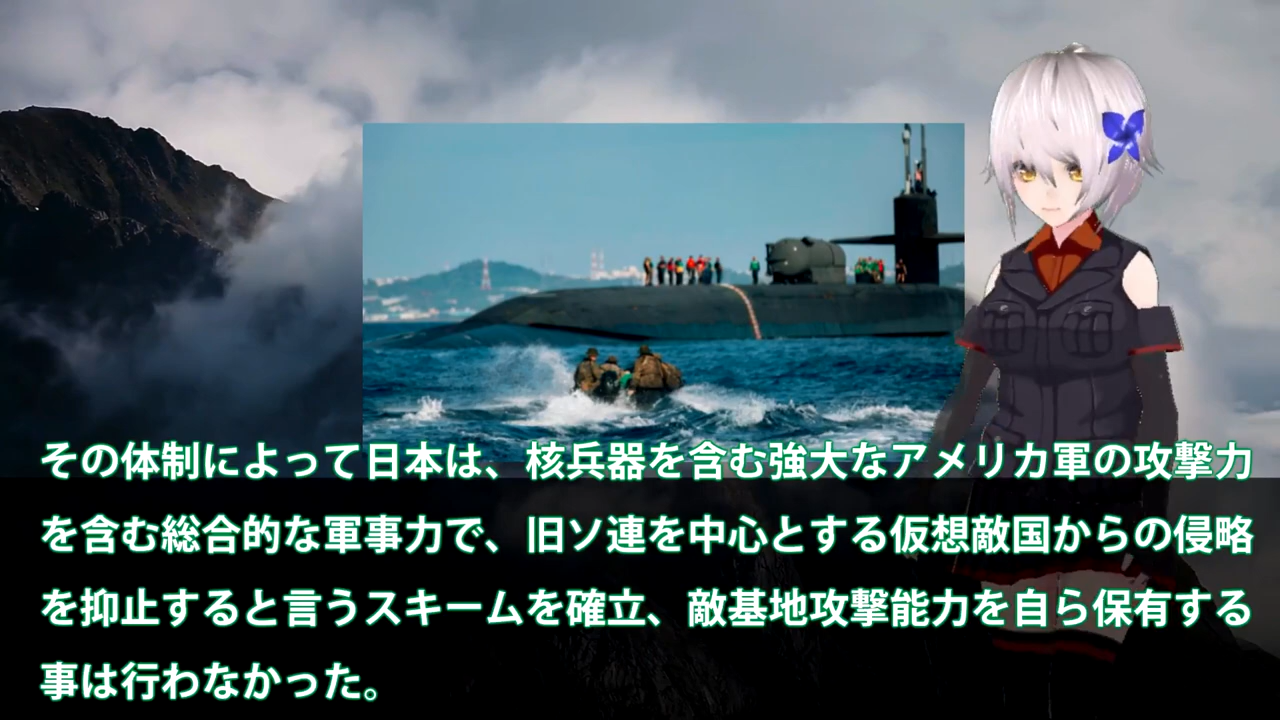 その体制によって日本は、核兵器を含む強大なアメリカ軍の攻撃力
を含む総合的な軍事力で、旧ソ連を中心とする仮想敵国からの侵略
を抑止すると言うスキームを確立、敵基地攻撃能力を自ら保有する
事は行わなかった。